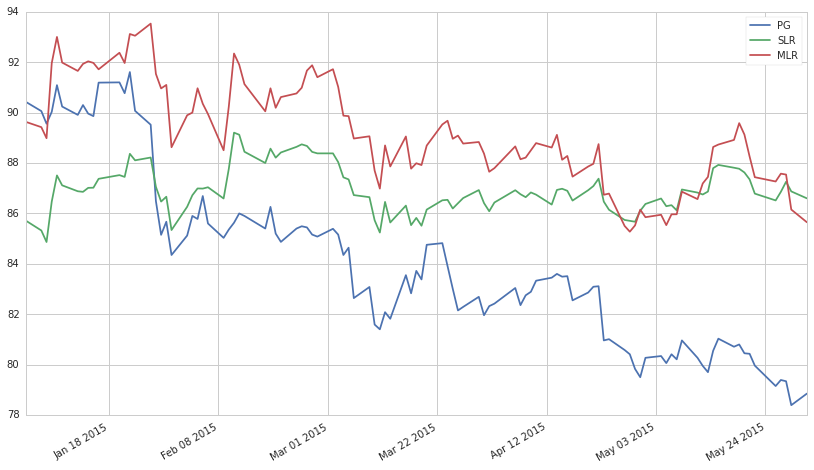 94
92
90
88
86
84
82
80
78
Jan 18 2015
Feb 08 2015
Mar 01 2015
Mar 22 2015
Apr 12 2015
May 03 2015
May 24 2015
PG
SLR
MLR